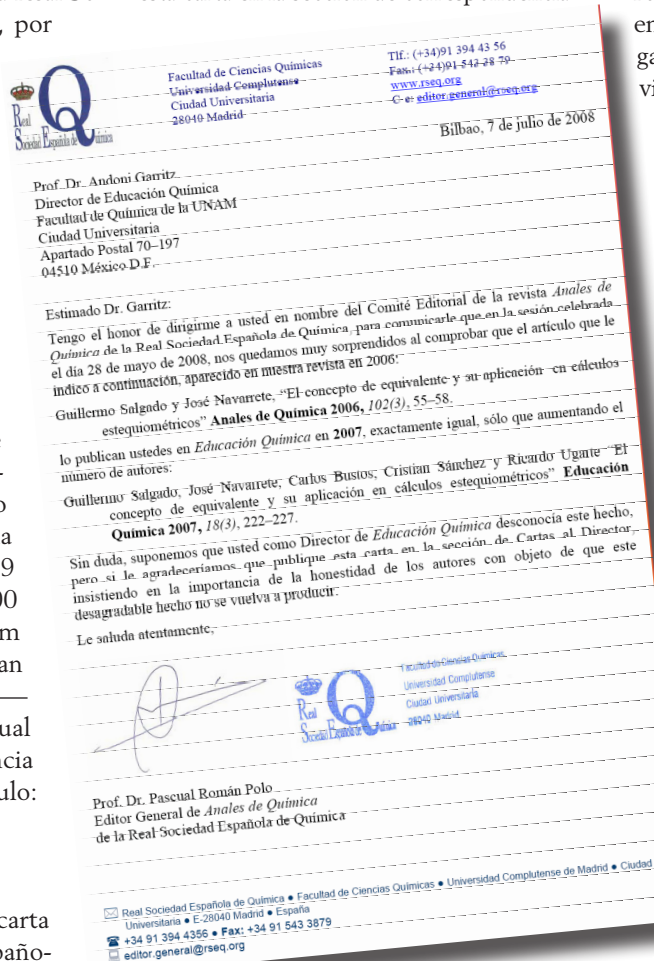 , por
en
ga
vi
Real
Sociedad Española de Química
Facultad de Ciencias Químicas
Universidad Complutense
Ciudad Universitaria
28040 Madrid
Tlf.: (+34)91 394 43 56
Fax.: (+34)91 543 38 79
www.rseq.org
C-e: editor.general@rseq.org
Bilbao, 7 de julio de 2008
Prof. Dr. Andoni Garritz
Director de Educación Química
Facultad de Química de la UNAM
Ciudad Universitaria
Apartado Postal 70–197
04510 México D.F.
Estimado Dr. Garritz:
Tengo el honor de dirigirme a usted en nombre del Comité Editorial de la revista Anales de
Química de la Real Sociedad Española de Química, para comunicarle que en la sesión celebrada
el día 28 de mayo de 2008, nos quedamos muy sorprendidos al comprobar que el artículo que le
indico a continuación, aparecido en nuestra revista en 2006:
Guillermo Salgado y José Navarrete, “El concepto de equivalente y su aplicación en cálculos
estequiométricos” Anales de Química 2006, 102(3), 55–58.
lo publican ustedes en Educación Química en 2007, exactamente igual, sólo que aumentando el
número de autores:
Guillermo Salgado, José Navarrete, Carlos Bustos, Cristian Sánchez y Ricardo Ugarte “El
concepto de equivalente y su aplicación en cálculos estequiométricos” Educación
Química 2007, 18(3), 222–227.
Sin duda, suponemos que usted como Director de Educación Química desconocía este hecho,
pero si le agradeceríamos que publique esta carta en la sección de Cartas al Director,
insistiendo en la importancia de la honestidad de los autores con objeto de que este
desagradable hecho no se vuelva a producir.
Le saluda atentamente,
Real
Sociedad Española de Química
Facultad de Ciencias Químicas
Universidad Complutense
Ciudad Universitaria
28040 Madrid
Prof. Dr. Pascual Román Polo
Editor General de Anales de Química
de la Real Sociedad Española de Química
Real Sociedad Española de Química ● Facultad de Ciencias Químicas ● Universidad Complutense de Madrid ● Ciudad
Universitaria ● E-28040 Madrid ● España
+34 91 394 4356 ● Fax: +34 91 543 3879
editor.general@rseq.org
o
a
9
00
m
an
ual
ncia
ulo:
carta
paño-